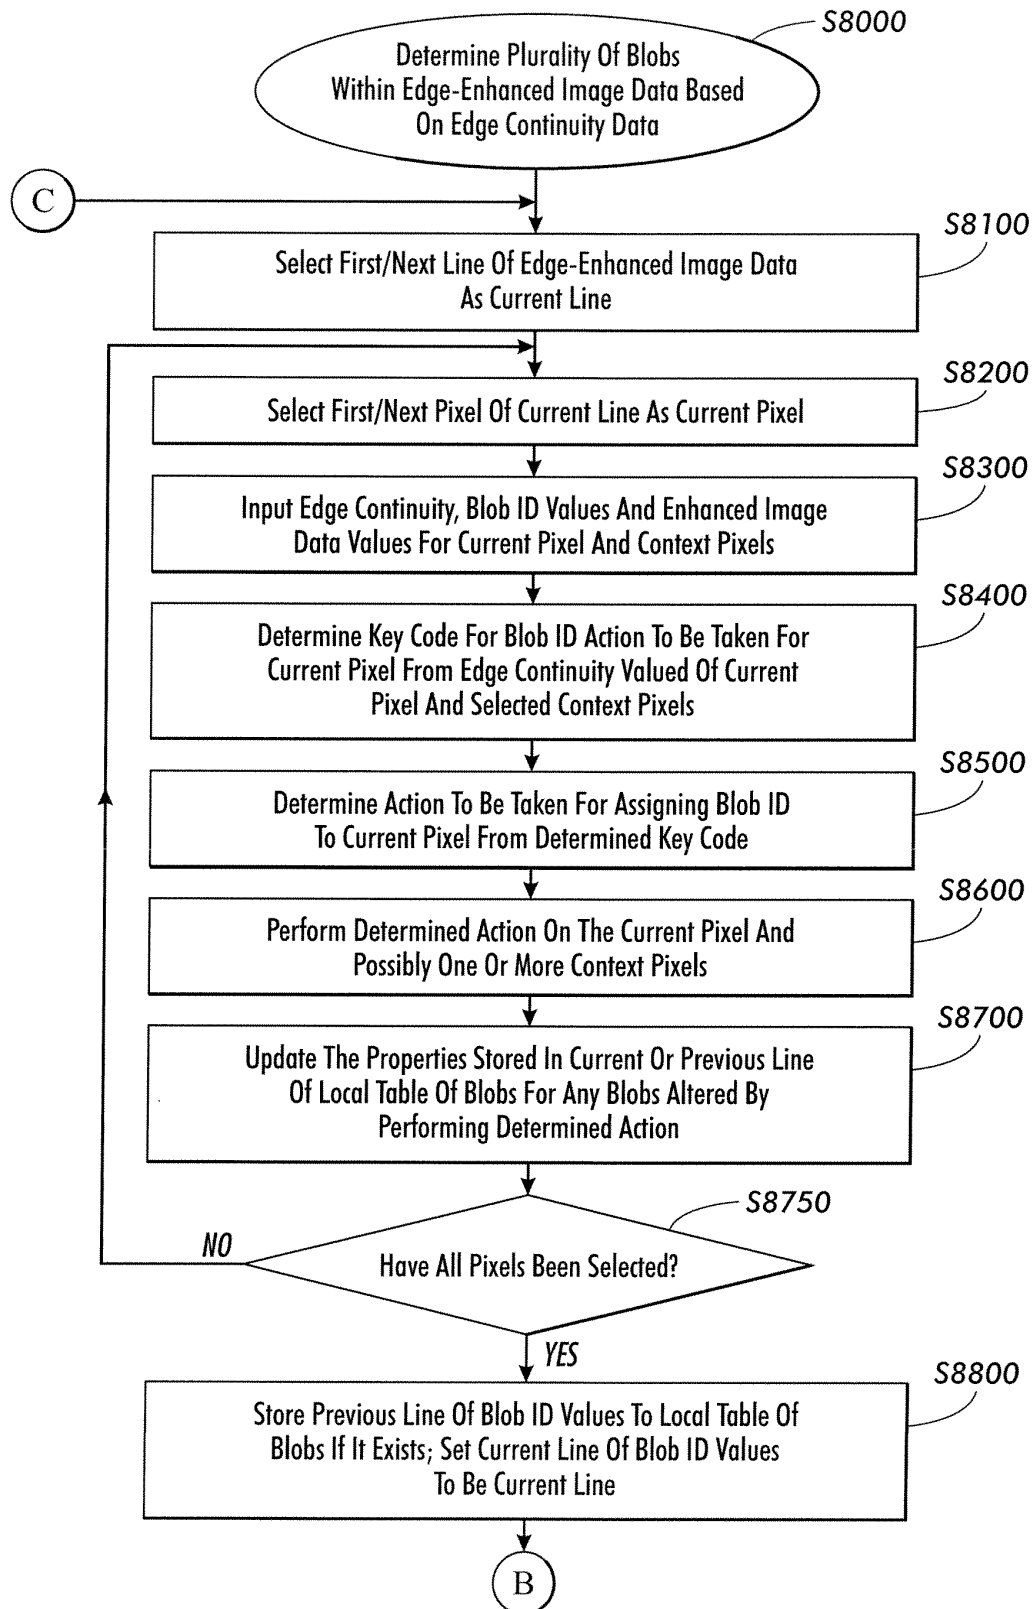 S8000
Determine Plurality Of Blobs
Within Edge-Enhanced Image Data Based
On Edge Continuity Data
C
S8100
Select First/Next Line Of Edge-Enhanced Image Data
As Current Line
S8200
Select First/Next Pixel Of Current Line As Current Pixel
S8300
Input Edge Continuity, Blob ID Values And Enhanced Image
Data Values For Current Pixel And Context Pixels
S8400
Determine Key Code For Blob ID Action To Be Taken For
Current Pixel From Edge Continuity Valued Of Current
Pixel And Selected Context Pixels
S8500
Determine Action To Be Taken For Assigning Blob ID
To Current Pixel From Determined Key Code
S8600
Perform Determined Action On The Current Pixel And
Possibly One Or More Context Pixels
S8700
Update The Properties Stored In Current Or Previous Line
Of Local Table Of Blobs For Any Blobs Altered By
Performing Determined Action
S8750
NO
Have All Pixels Been Selected?
YES
S8800
Store Previous Line Of Blob ID Values To Local Table Of
Blobs If It Exists; Set Current Line Of Blob ID Values
To Be Current Line
B